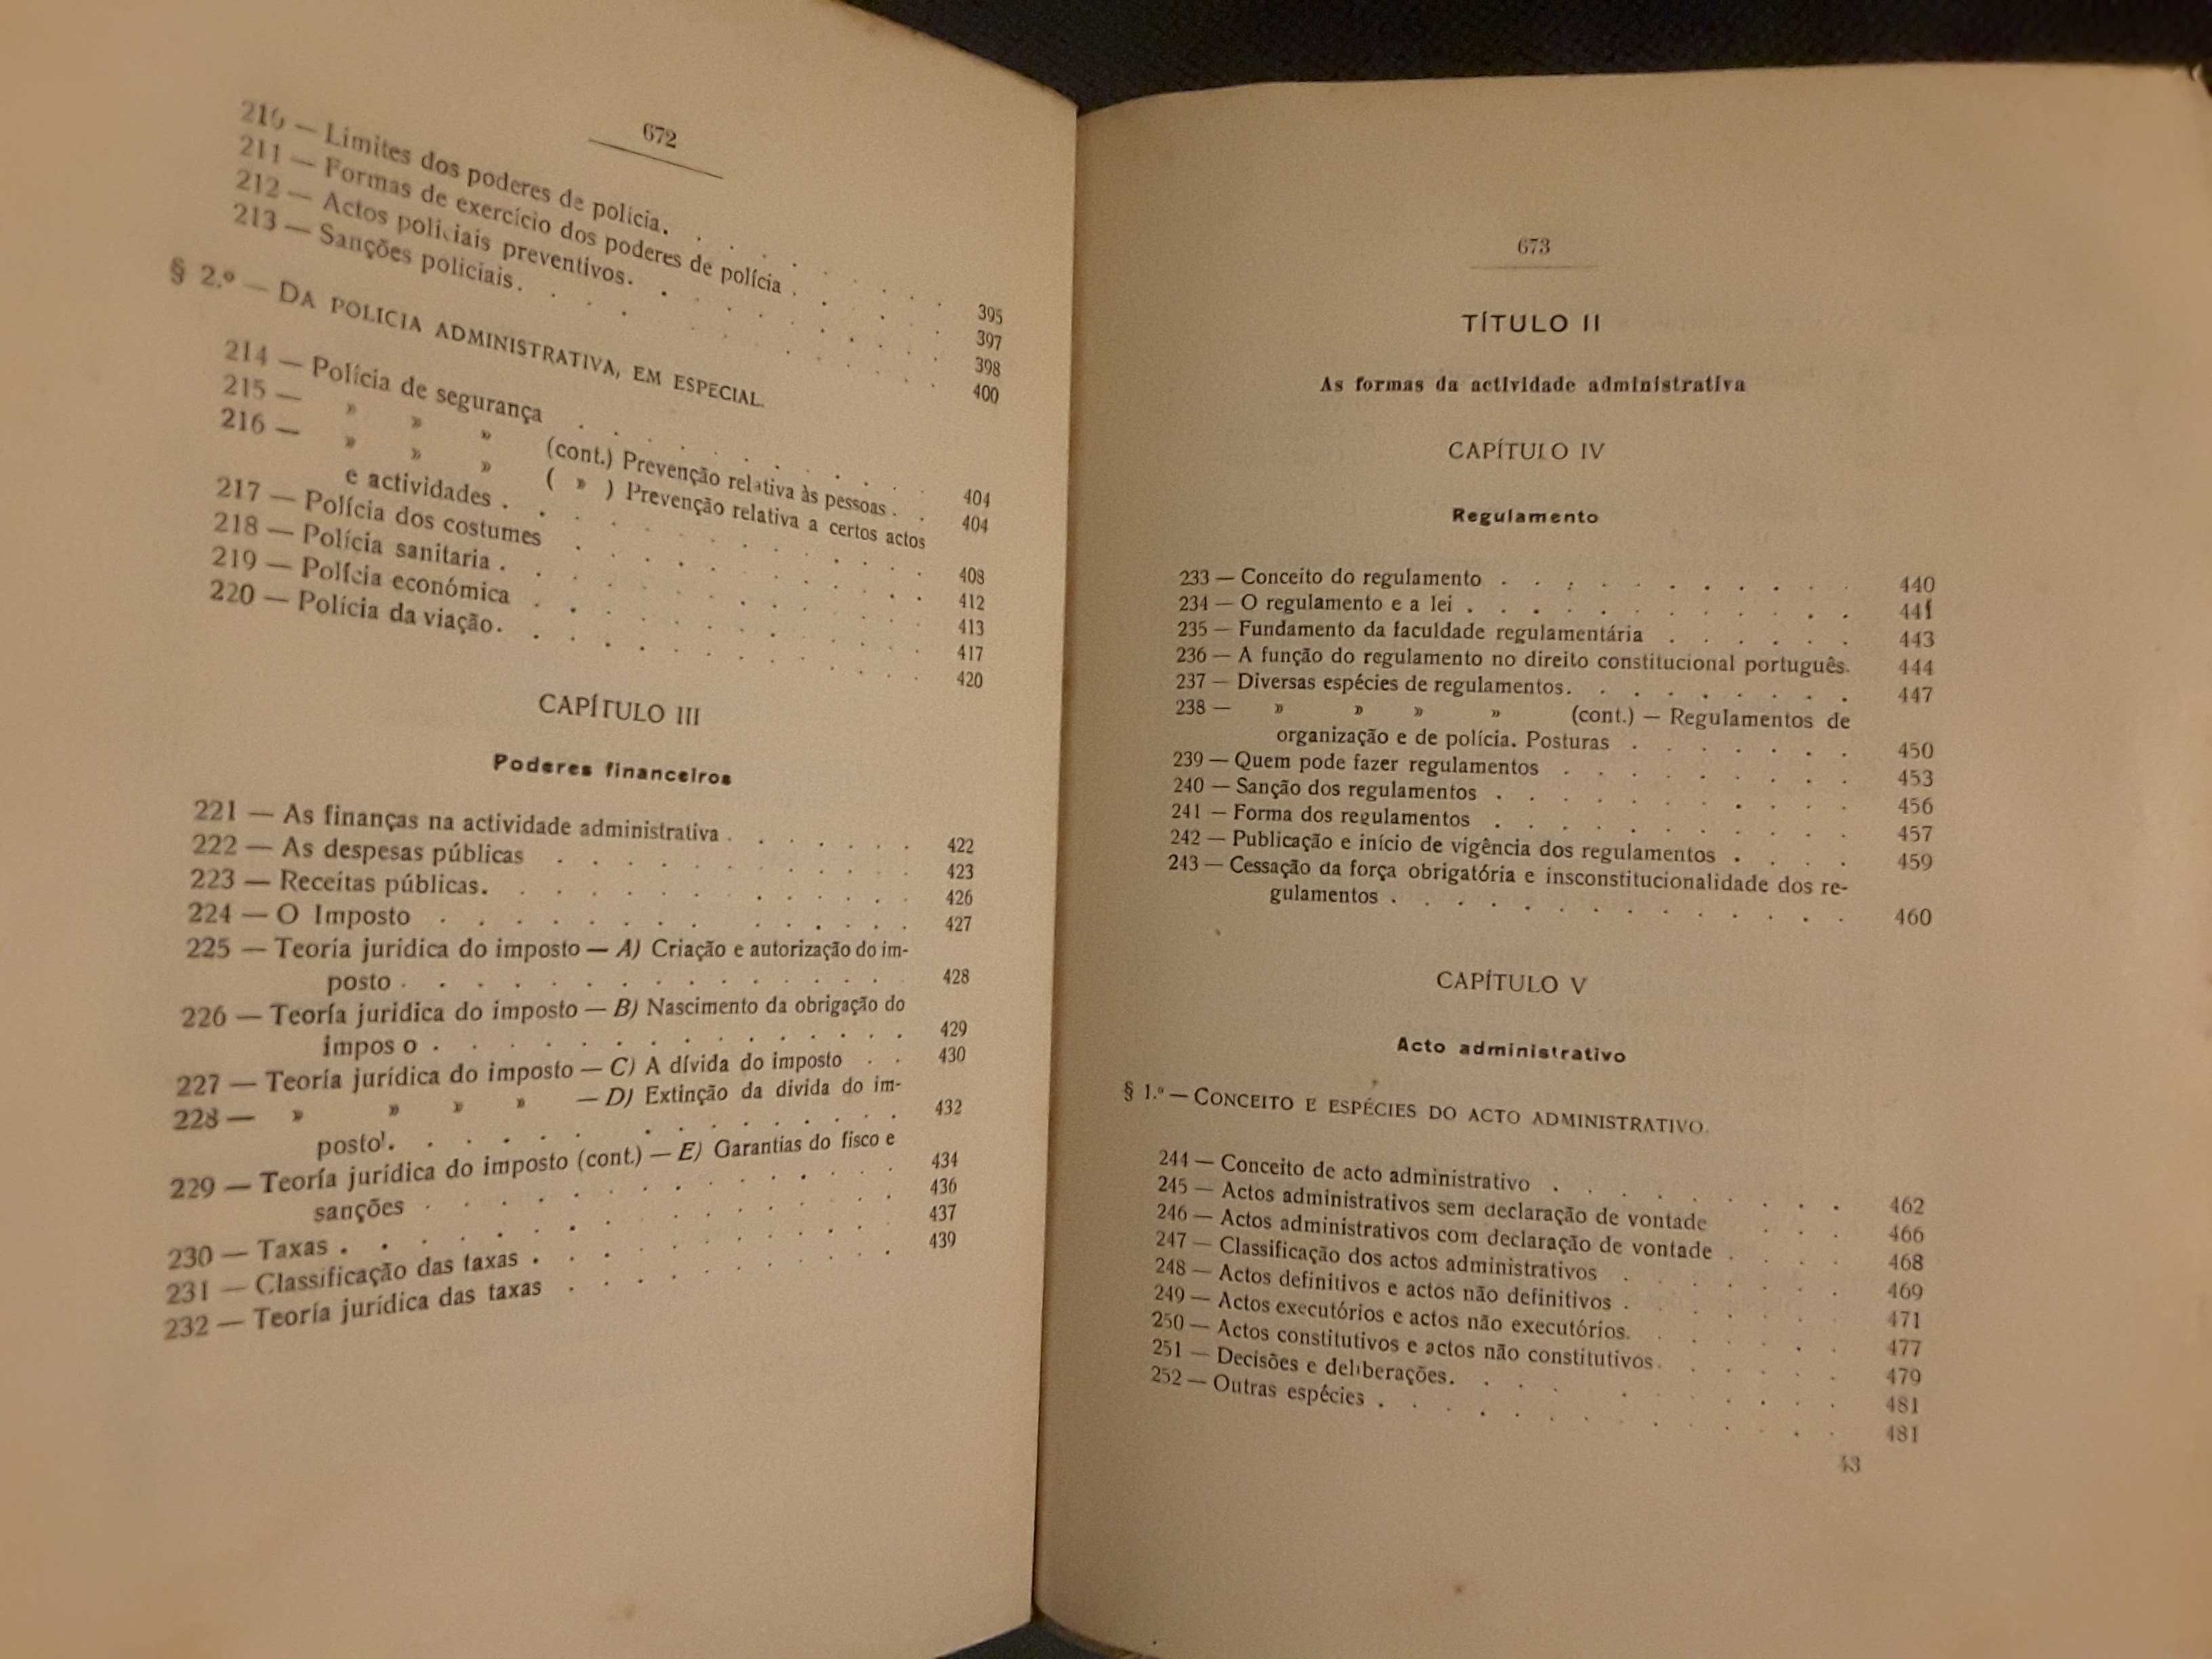 672
210 — Limites dos poderes de polícia. . . . . . . 395
211 — Formas de exercício dos poderes de polícia . . . . . 397
212 — Actos policiais preventivos. . . . . . . . 398
213 — Sanções policiais. . . . . . . . . . 400
§ 2.º — DA POLICIA ADMINISTRATIVA, EM ESPECIAL.
214 — Polícia de segurança . . . . . . . . . 404
215 — » » » (cont.) Prevenção relativa às pessoas . . 404
216 — » » » ( » ) Prevenção relativa a certos actos
e actividades . . . . . . . . . . 408
217 — Polícia dos costumes . . . . . . . . . 412
218 — Polícia sanitaria . . . . . . . . . . 413
219 — Polícia económica . . . . . . . . . . 417
220 — Polícia da viação. . . . . . . . . . . 420
CAPÍTULO III
Poderes financeiros
221 — As finanças na actividade administrativa . . . . . . 422
222 — As despesas públicas . . . . . . . . . 423
223 — Receitas públicas. . . . . . . . . . 426
224 — O Imposto . . . . . . . . . . . 427
225 — Teoría jurídica do imposto — A) Criação e autorização do im-
posto . . . . . . . . . . . . . 428
226 — Teoría juridica do imposto — B) Nascimento da obrigação do
impos o . . . . . . . . . . . . 429
227 — Teoría jurídica do imposto — C) A dívida do imposto . . 430
228 — » » » » — D) Extinção da divida do im-
posto. . . . . . . . . . . . . 432
229 — Teoría jurídica do imposto (cont.) — E) Garantias do fisco e
sanções . . . . . . . . . . . . 434
230 — Taxas . . . . . . . . . . . . 436
231 — Classificação das taxas . . . . . . . . . 437
232 — Teoría jurídica das taxas . . . . . . . . 439
673
TÍTULO II
As formas da actividade administrativa
CAPÍTULO IV
Regulamento
233 — Conceito do regulamento . . . . . . . . . . 440
234 — O regulamento e a lei . . . . . . . . . . . 441
235 — Fundamento da faculdade regulamentária . . . . . . 443
236 — A função do regulamento no direito constitucional português. 444
237 — Diversas espécies de regulamentos. . . . . . . . . 447
238 — » » » » (cont.) — Regulamentos de
organização e de polícia. Posturas . . . . . . . 450
239 — Quem pode fazer regulamentos . . . . . . . . . 453
240 — Sanção dos regulamentos . . . . . . . . . . 456
241 — Forma dos regulamentos . . . . . . . . . . 457
242 — Publicação e início de vigência dos regulamentos . . . . 459
243 — Cessação da força obrigatória e insconstitucionalidade dos re-
gulamentos . . . . . . . . . . . . . . 460
CAPÍTULO V
Acto administrativo
§ 1.º — CONCEITO E ESPÉCIES DO ACTO ADMINISTRATIVO.
244 — Conceito de acto administrativo . . . . . . . . 462
245 — Actos administrativos sem declaração de vontade . . . 466
246 — Actos administrativos com declaração de vontade . . . . 468
247 — Classificação dos actos administrativos . . . . . . . 469
248 — Actos definitivos e actos não definitivos . . . . . . . 471
249 — Actos executórios e actos não executórios. . . . . . . 477
250 — Actos constitutivos e actos não constitutivos . . . . . . 479
251 — Decisões e deliberações. . . . . . . . . . . 481
252 — Outras espécies . . . . . . . . . . . . . 481
43